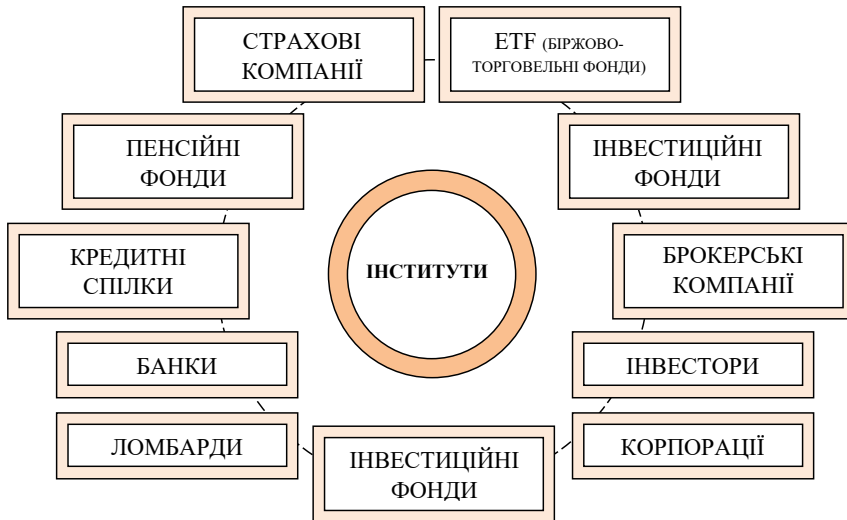 СТРАХОВІ
КОМПАНІЇ
ETF (БІРЖОВО-
ТОРГОВЕЛЬНІ ФОНДИ)
ПЕНСІЙНІ
ФОНДИ
ІНВЕСТИЦІЙНІ
ФОНДИ
КРЕДИТНІ
СПІЛКИ
ІНСТИТУТИ
БРОКЕРСЬКІ
КОМПАНІЇ
БАНКИ
ІНВЕСТОРИ
ЛОМБАРДИ
ІНВЕСТИЦІЙНІ
ФОНДИ
КОРПОРАЦІЇ